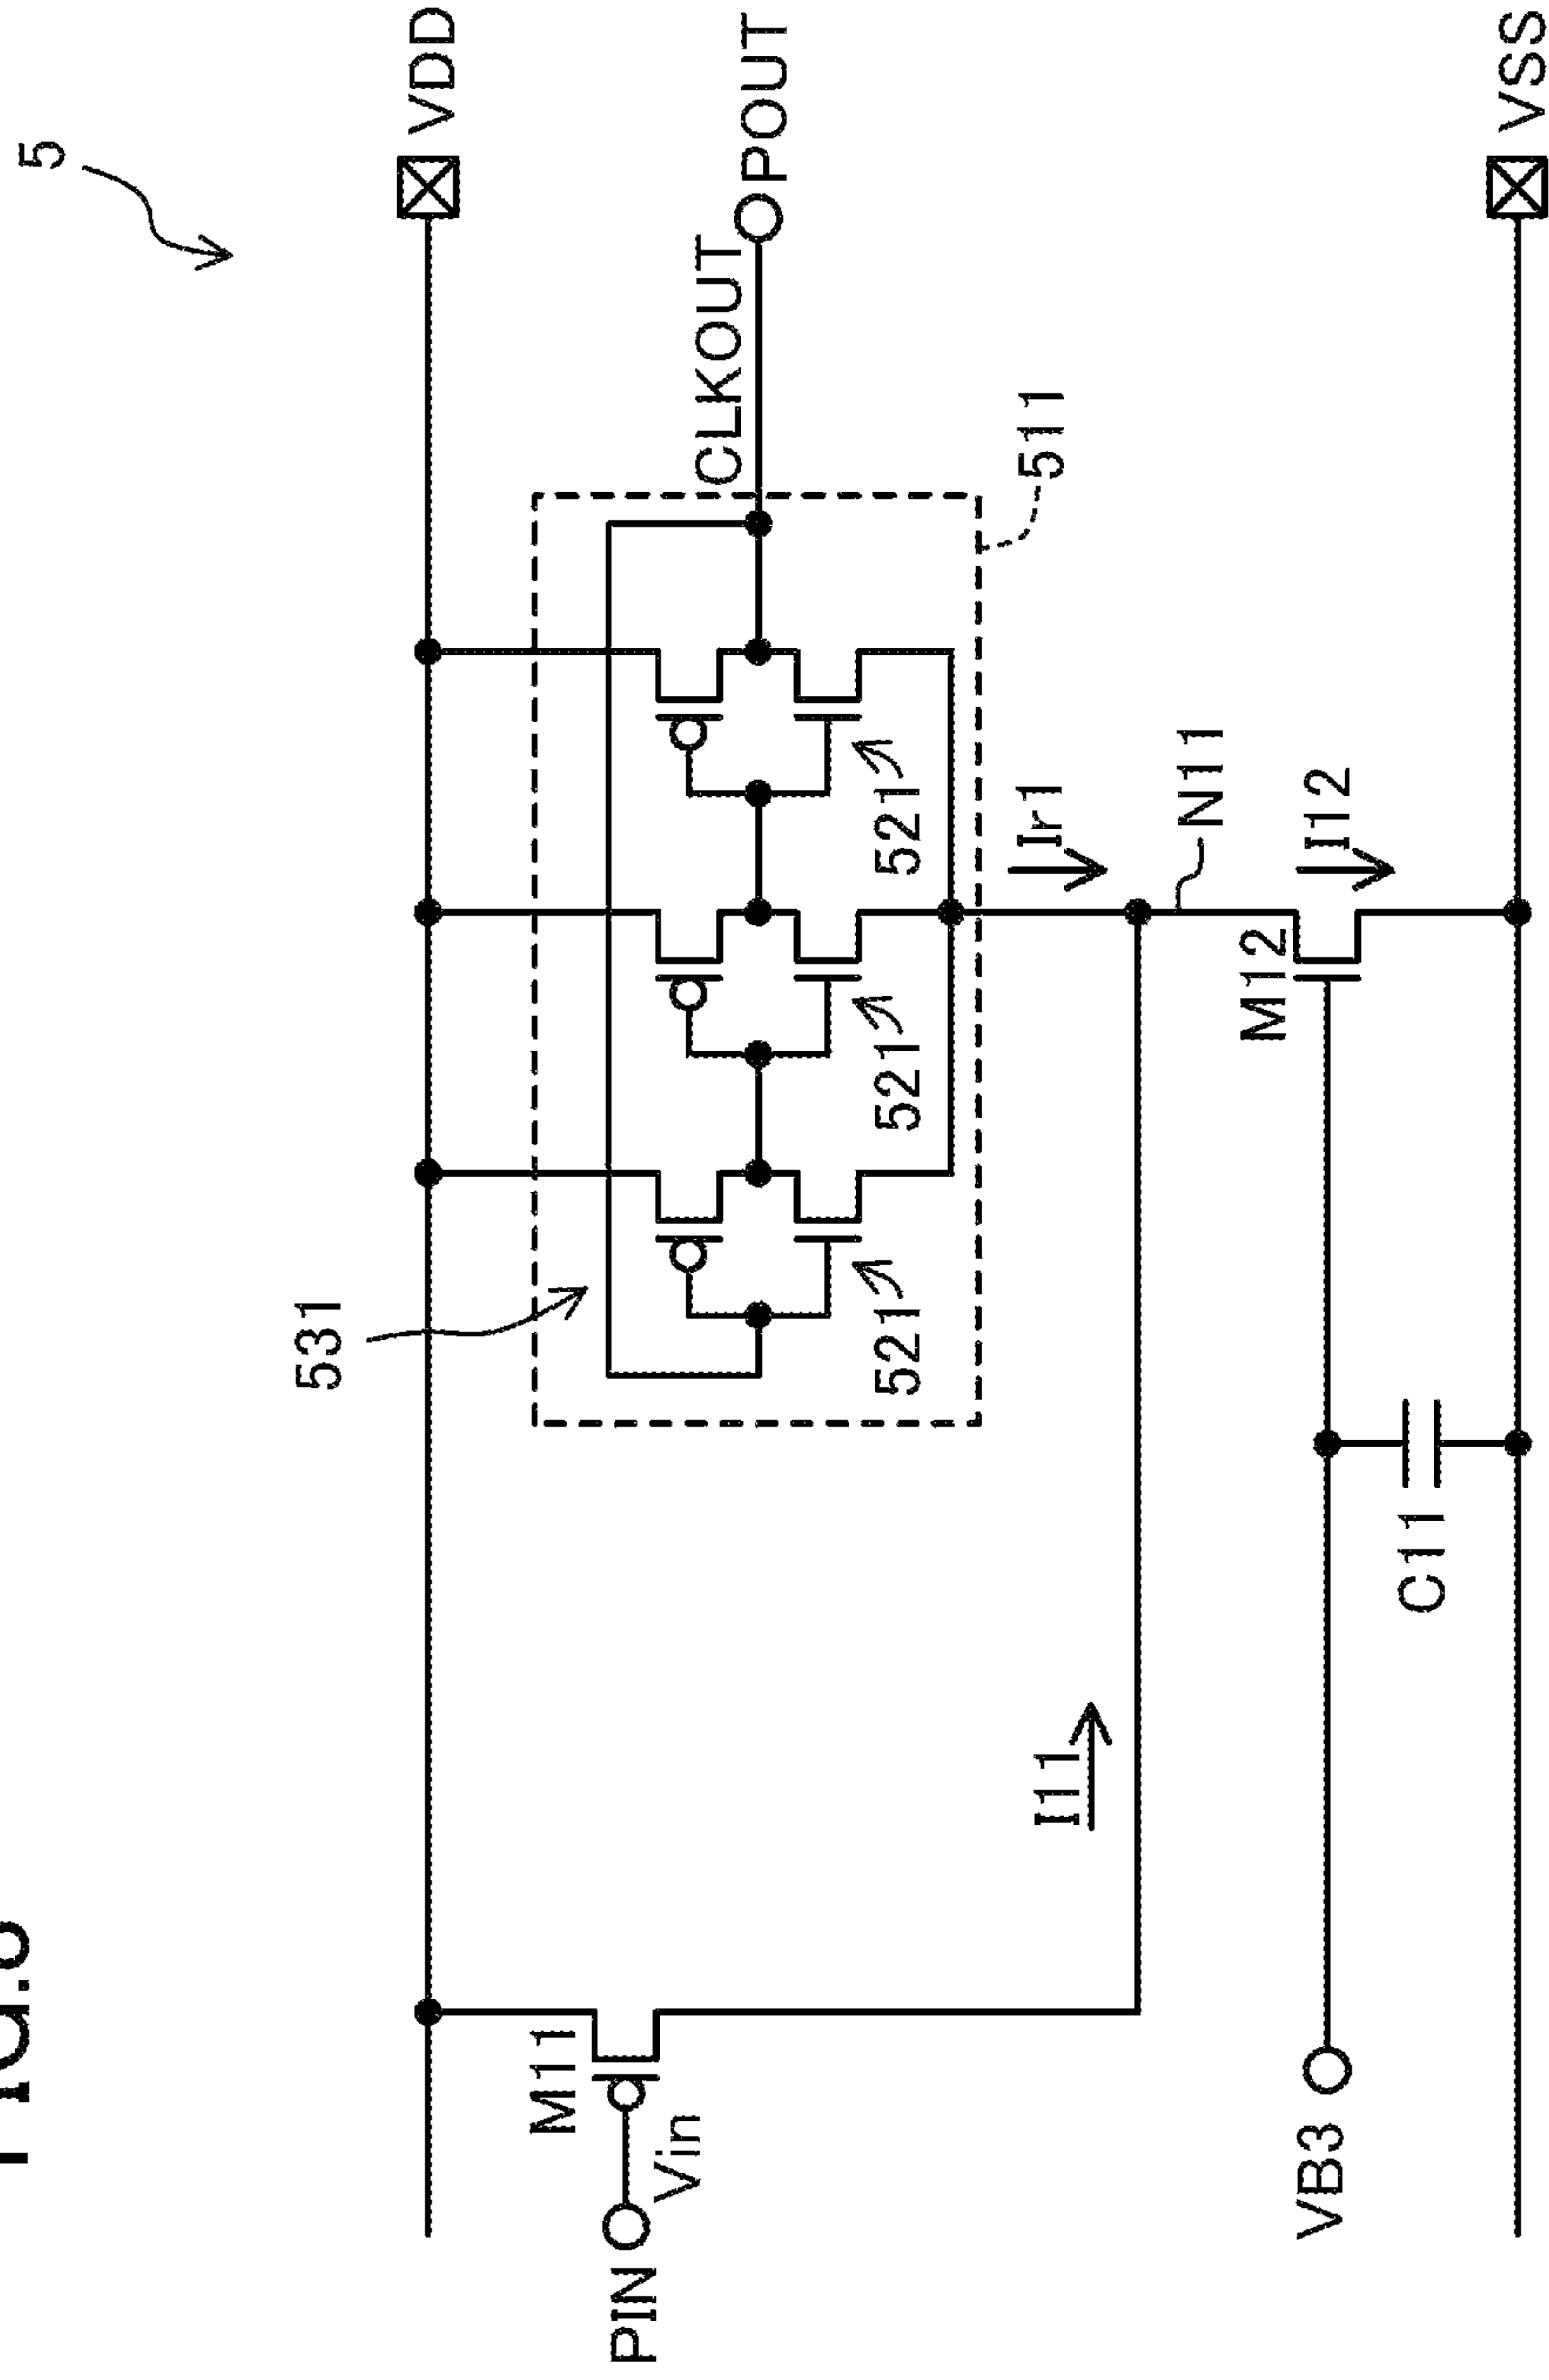 5
VDD
531
M11
PIN
Vin
CLKOUT
POUT
521
521
521
511
I11
Ir1
N11
M12
I12
VB3
C11
VSS